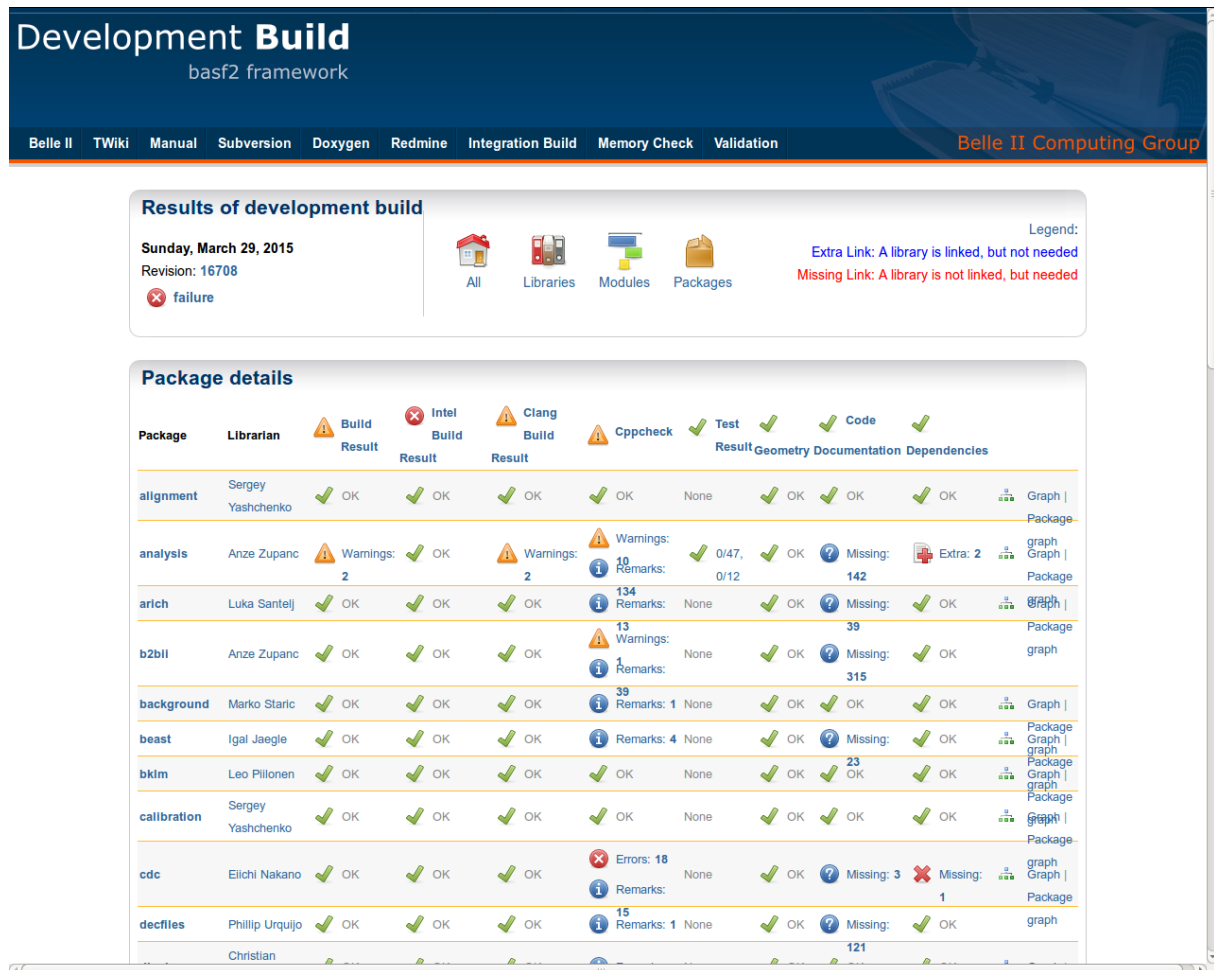 Development Build
basf2 framework
Belle II TWiki Manual Subversion Doxygen Redmine Integration Build Memory Check Validation
Belle II Computing Group
Results of development build
Sunday, March 29, 2015
Revision: 16708
failure
All Libraries Modules Packages
Legend:
Extra Link: A library is linked, but not needed
Missing Link: A library is not linked, but needed
Package details
Package Librarian Build Result Intel Build Result Clang Build Result Cppcheck Test Result Geometry Code Documentation Dependencies
alignment Sergey Yashchenko OK OK OK OK None OK OK OK Graph | Package graph
analysis Anze Zupanc Warnings: 2 OK Warnings: 2 Warnings: 10 Remarks: 134 0/47, 0/12 OK Missing: 142 Extra: 2 Graph | Package graph
arich Luka Santelj OK OK OK Remarks: 13 None OK Missing: 39 OK Graph | Package graph
b2bii Anze Zupanc OK OK OK Warnings: 1 Remarks: 39 None OK Missing: 315 OK
background Marko Staric OK OK OK Remarks: 1 None OK OK OK Graph | Package graph
beast Igal Jaegle OK OK OK Remarks: 4 None OK Missing: 23 OK Graph | Package graph
bklm Leo Piilonen OK OK OK OK None OK OK OK Graph | Package graph
calibration Sergey Yashchenko OK OK OK OK None OK OK OK Graph | Package graph
cdc Eiichi Nakano OK OK OK Errors: 18 Remarks: 15 None OK Missing: 3 Missing: 1 Graph | Package graph
decfiles Phillip Urquijo OK OK OK Remarks: 1 None OK Missing: 121 OK
Christian